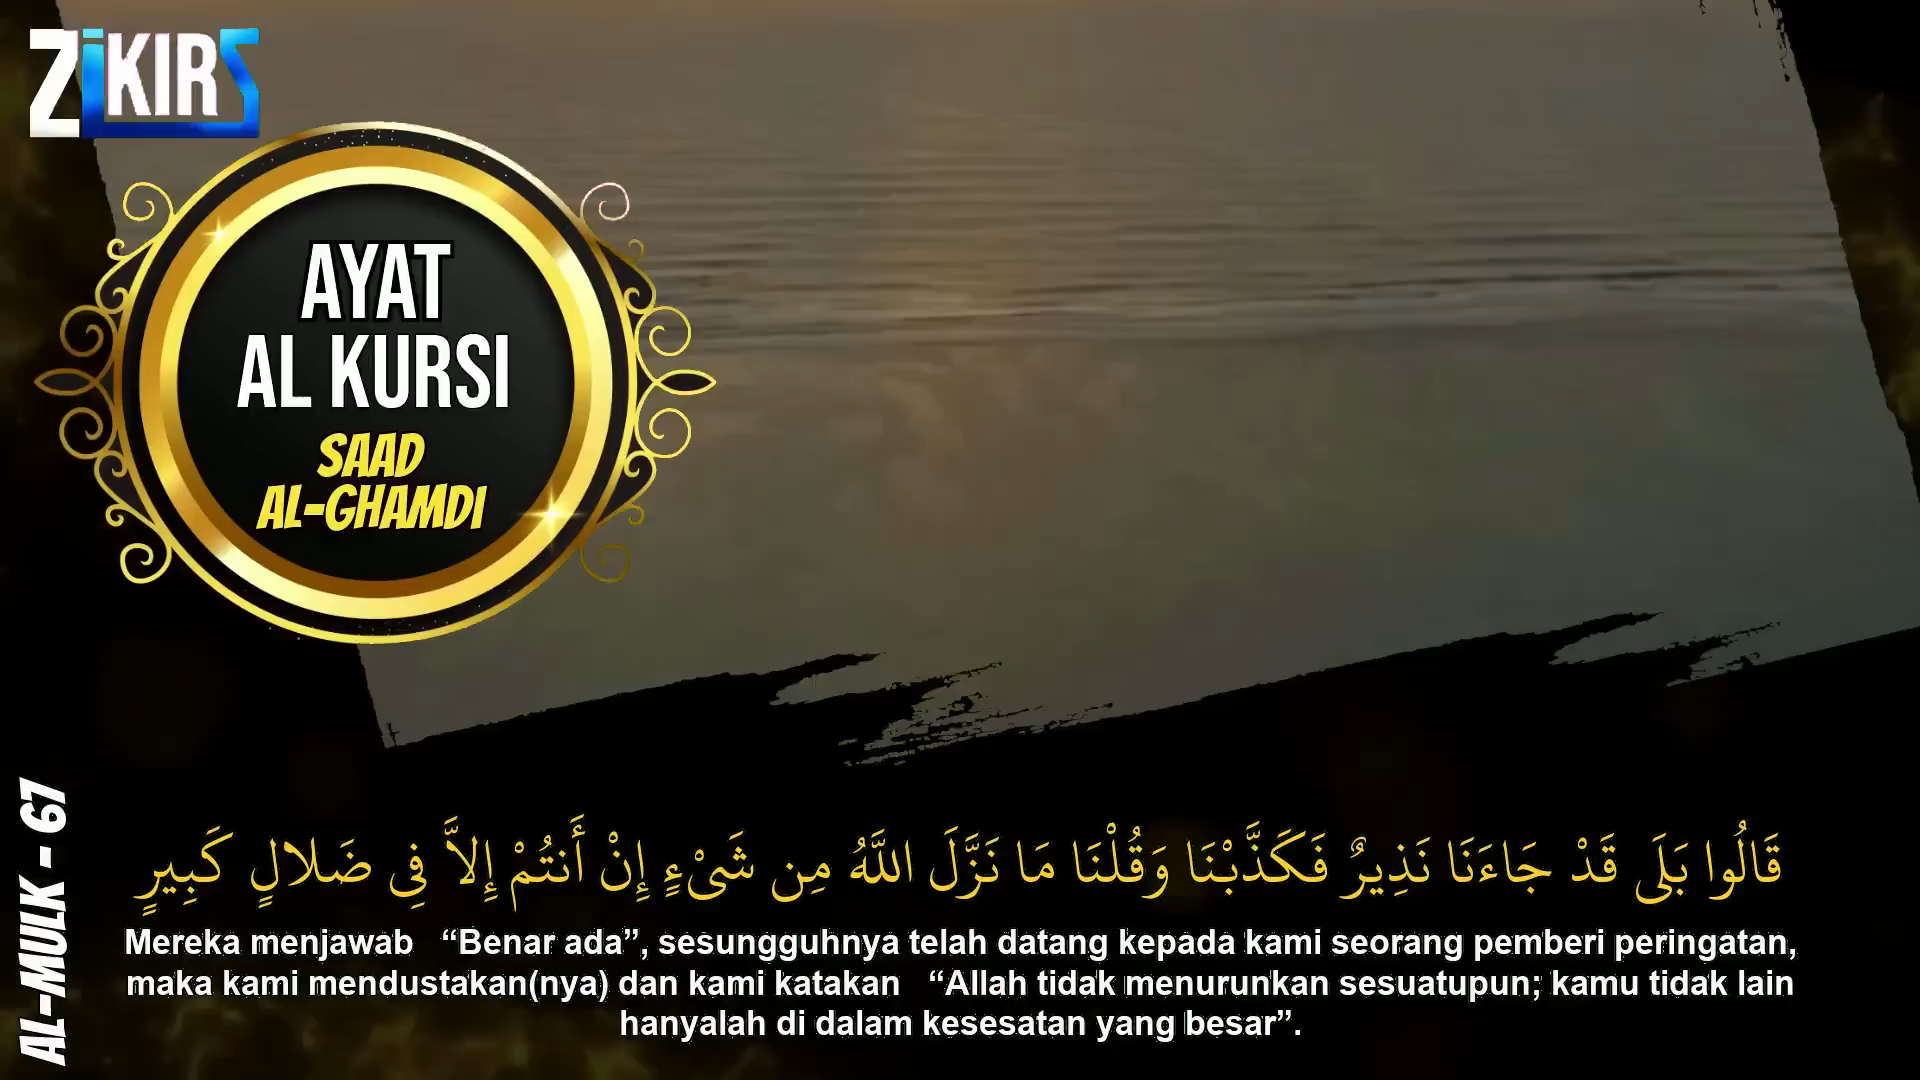 ZiKIRS
AYAT
AL KURSI
SAAD
AL-GHAMDI
AL-MULK - 67
قَالُوا بَلَى قَدْ جَاءَنَا نَذِيرٌ فَكَذَّبْنَا وَقُلْنَا مَا نَزَّلَ اللَّهُ مِن شَىْءٍ إِنْ أَنتُمْ إِلاَّ فِى ضَلالٍ كَبِيرٍ
Mereka menjawab “Benar ada”, sesungguhnya telah datang kepada kami seorang pemberi peringatan,
maka kami mendustakan(nya) dan kami katakan “Allah tidak menurunkan sesuatupun; kamu tidak lain
hanyalah di dalam kesesatan yang besar”.